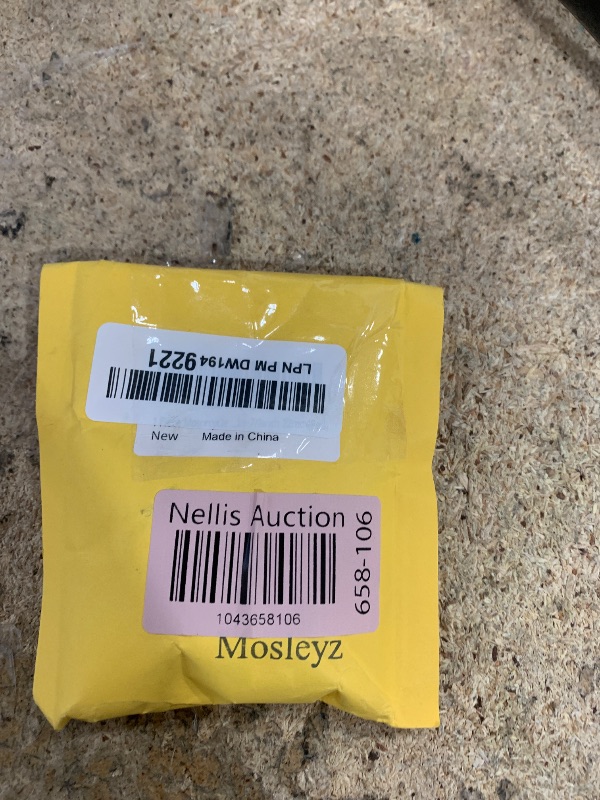 LPN PM DW194 9221
New Made in China
Nellis Auction
658-106
1043658106
Mosleyz